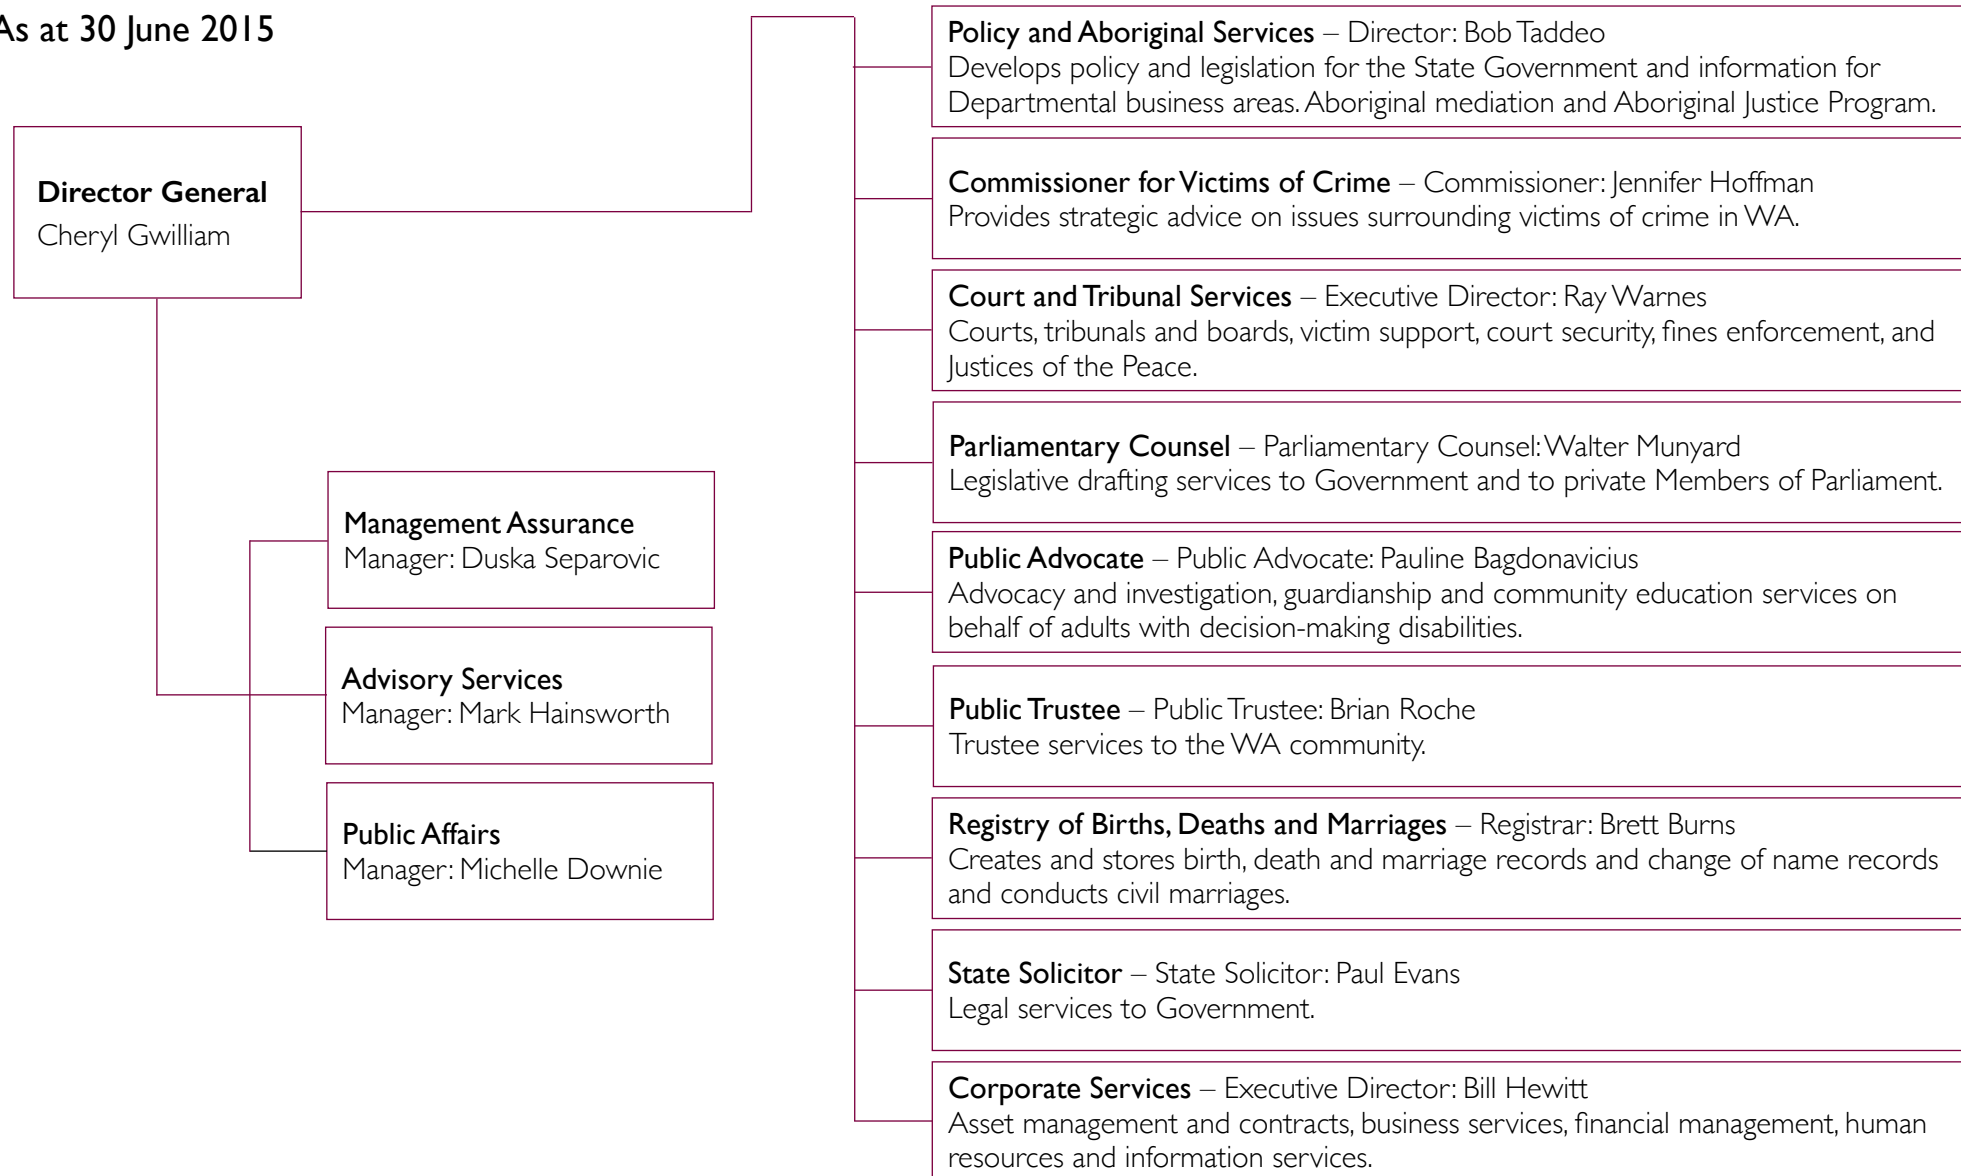 As at 30 June 2015
Director General
Cheryl Gwilliam
Management Assurance
Manager: Duska Separovic
Advisory Services
Manager: Mark Hainsworth
Public Affairs
Manager: Michelle Downie
Policy and Aboriginal Services – Director: Bob Taddeo
Develops policy and legislation for the State Government and information for
Departmental business areas. Aboriginal mediation and Aboriginal Justice Program.
Commissioner for Victims of Crime – Commissioner: Jennifer Hoffman
Provides strategic advice on issues surrounding victims of crime in WA.
Court and Tribunal Services – Executive Director: Ray Warnes
Courts, tribunals and boards, victim support, court security, fines enforcement, and
Justices of the Peace.
Parliamentary Counsel – Parliamentary Counsel: Walter Munyard
Legislative drafting services to Government and to private Members of Parliament.
Public Advocate – Public Advocate: Pauline Bagdonavicius
Advocacy and investigation, guardianship and community education services on
behalf of adults with decision-making disabilities.
Public Trustee – Public Trustee: Brian Roche
Trustee services to the WA community.
Registry of Births, Deaths and Marriages – Registrar: Brett Burns
Creates and stores birth, death and marriage records and change of name records
and conducts civil marriages.
State Solicitor – State Solicitor: Paul Evans
Legal services to Government.
Corporate Services – Executive Director: Bill Hewitt
Asset management and contracts, business services, financial management, human
resources and information services.